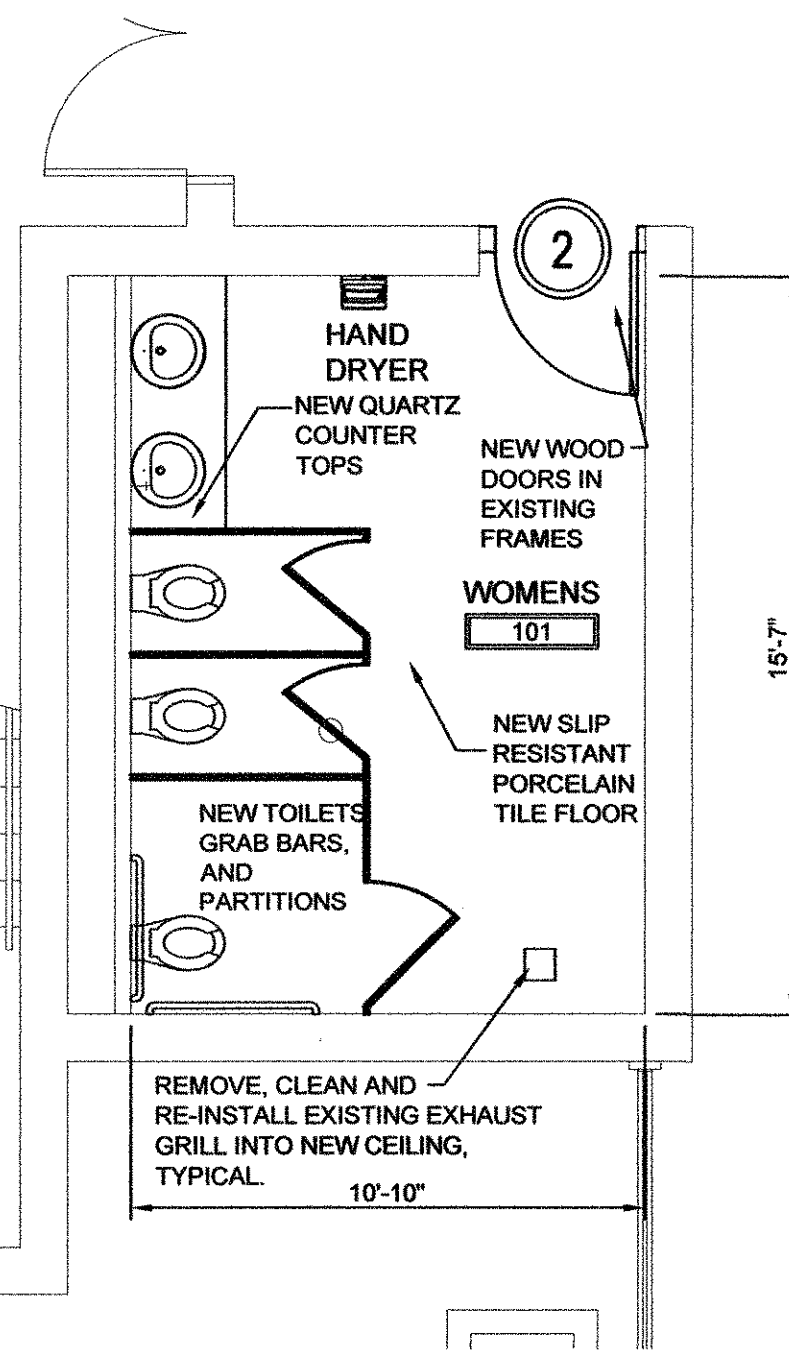 2
HAND
DRYER
NEW QUARTZ
COUNTER
TOPS
NEW WOOD
DOORS IN
EXISTING
FRAMES
WOMENS
101
15'-7"
NEW SLIP
RESISTANT
PORCELAIN
TILE FLOOR
NEW TOILETS
GRAB BARS,
AND
PARTITIONS
REMOVE, CLEAN AND
RE-INSTALL EXISTING EXHAUST
GRILL INTO NEW CEILING,
TYPICAL.
10'-10"